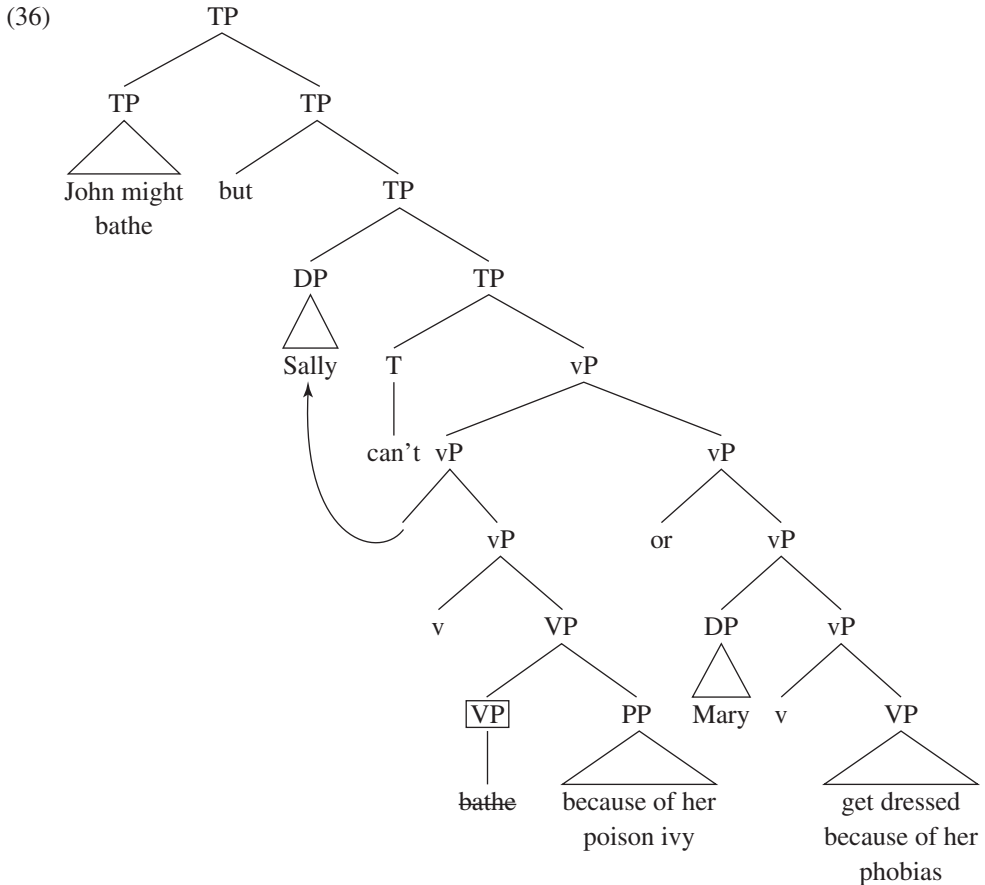 (36)
TP
TP TP
John might
bathe
but TP
DP TP
Sally T vP
can't vP vP
vP or vP
v VP DP vP
VP PP Mary v VP
bathe because of her
poison ivy
get dressed
because of her
phobias